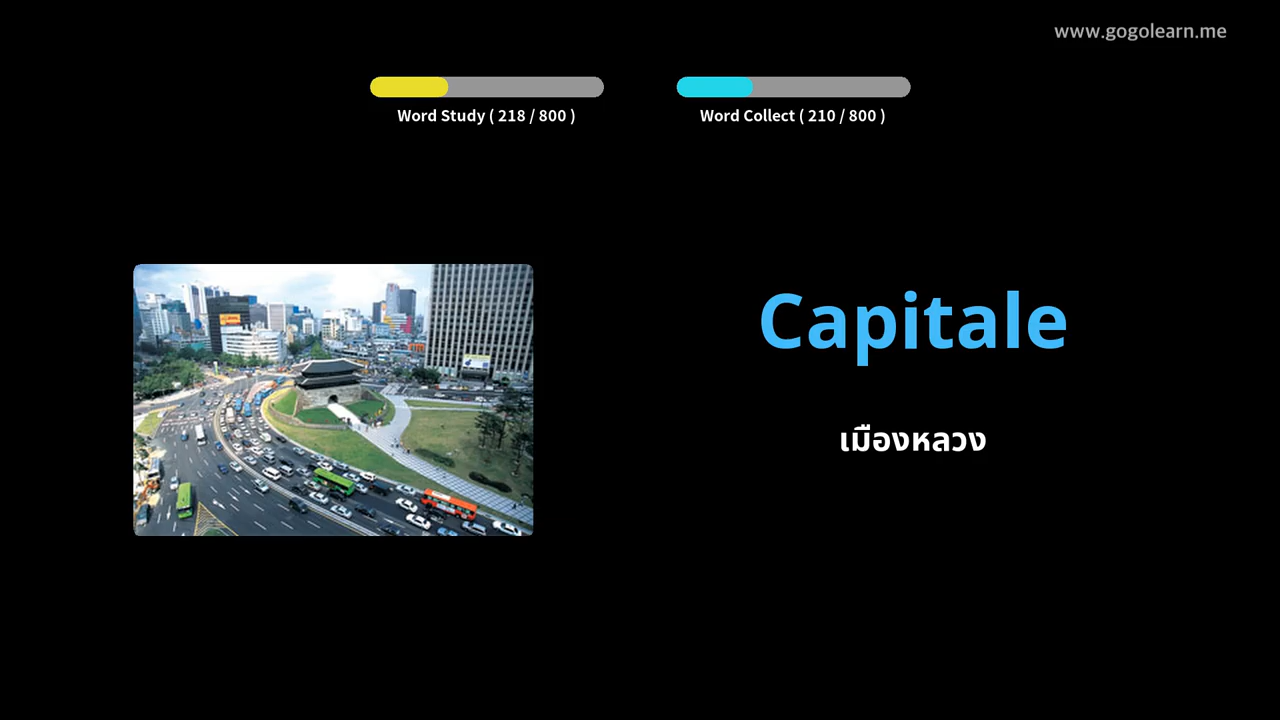 www.gogolearn.me
Word Study ( 218 / 800 )
Word Collect ( 210 / 800 )
Capitale
เมืองหลวง